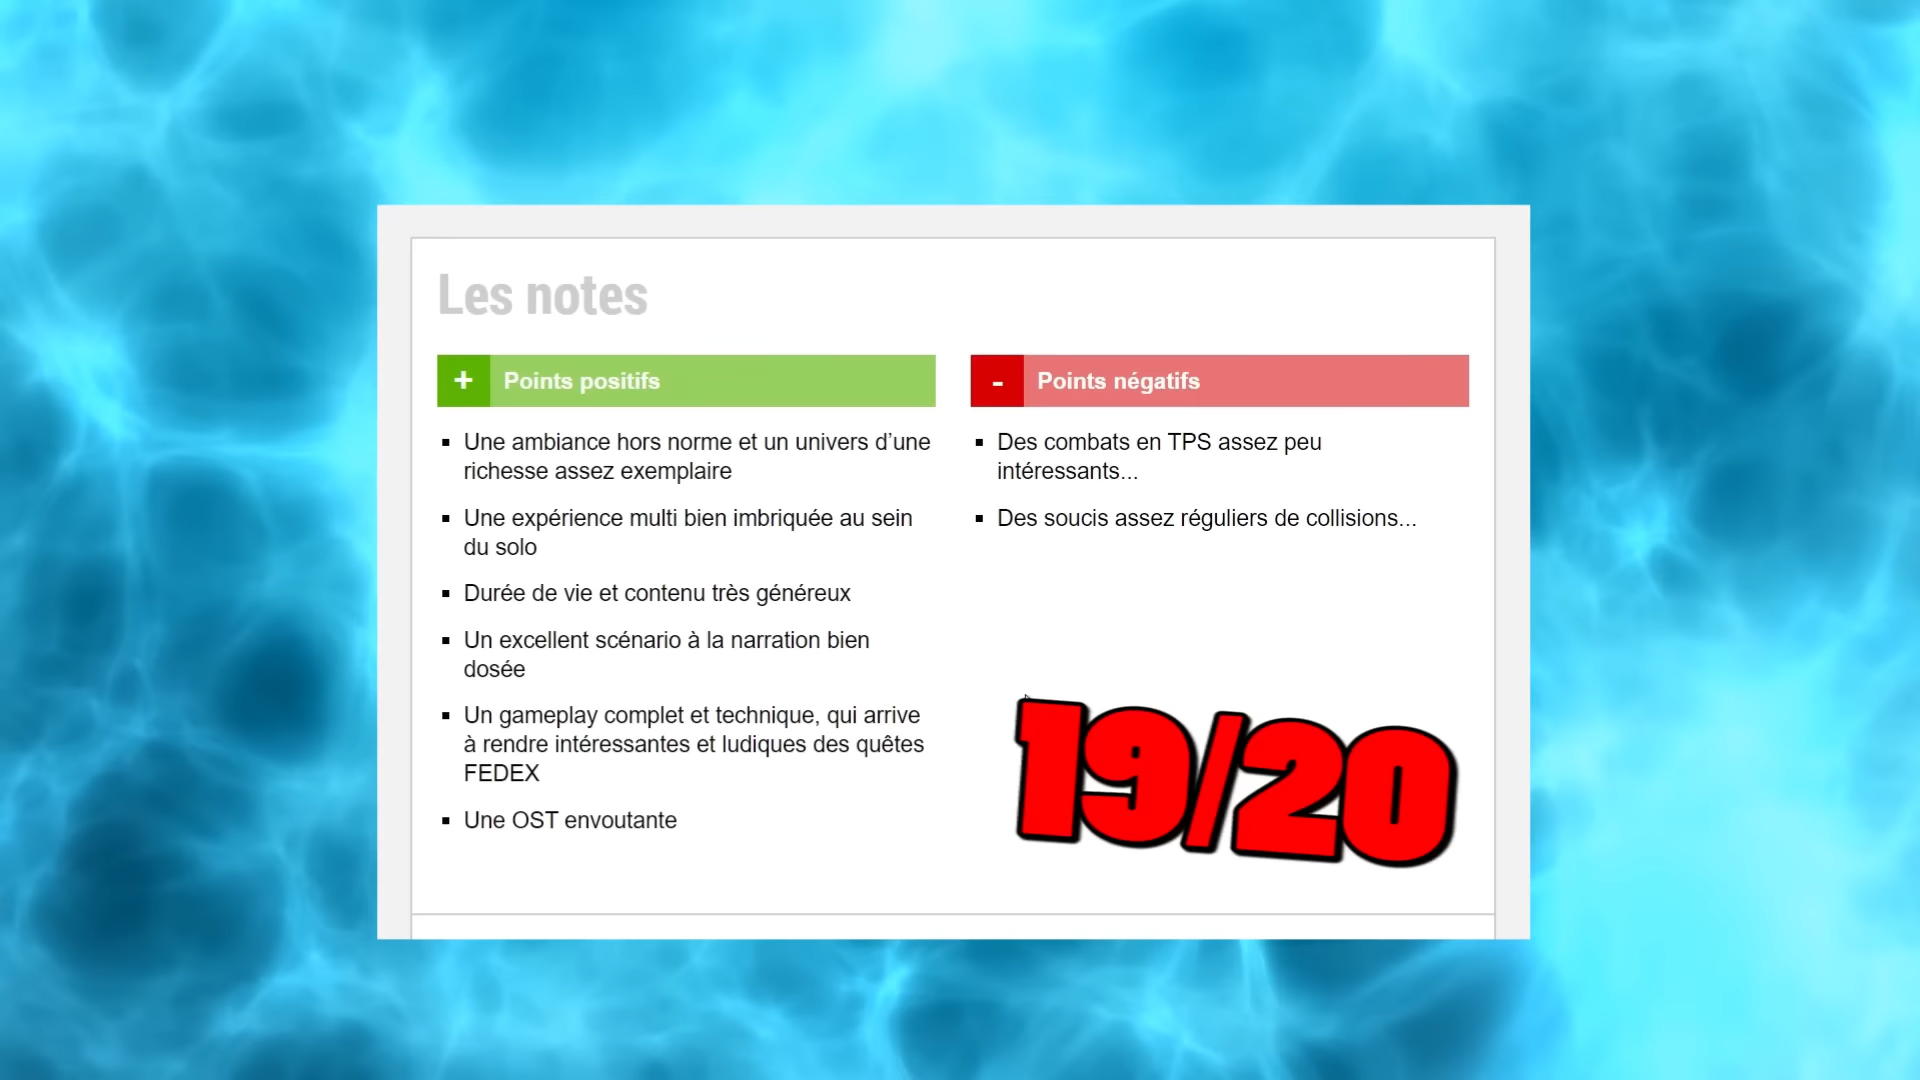 Les notes
+ Points positifs
▪ Une ambiance hors norme et un univers d’une
richesse assez exemplaire
▪ Une expérience multi bien imbriquée au sein
du solo
▪ Durée de vie et contenu très généreux
▪ Un excellent scénario à la narration bien
dosée
▪ Un gameplay complet et technique, qui arrive
à rendre intéressantes et ludiques des quêtes
FEDEX
▪ Une OST envoutante
- Points négatifs
▪ Des combats en TPS assez peu
intéressants...
▪ Des soucis assez réguliers de collisions...
19/20